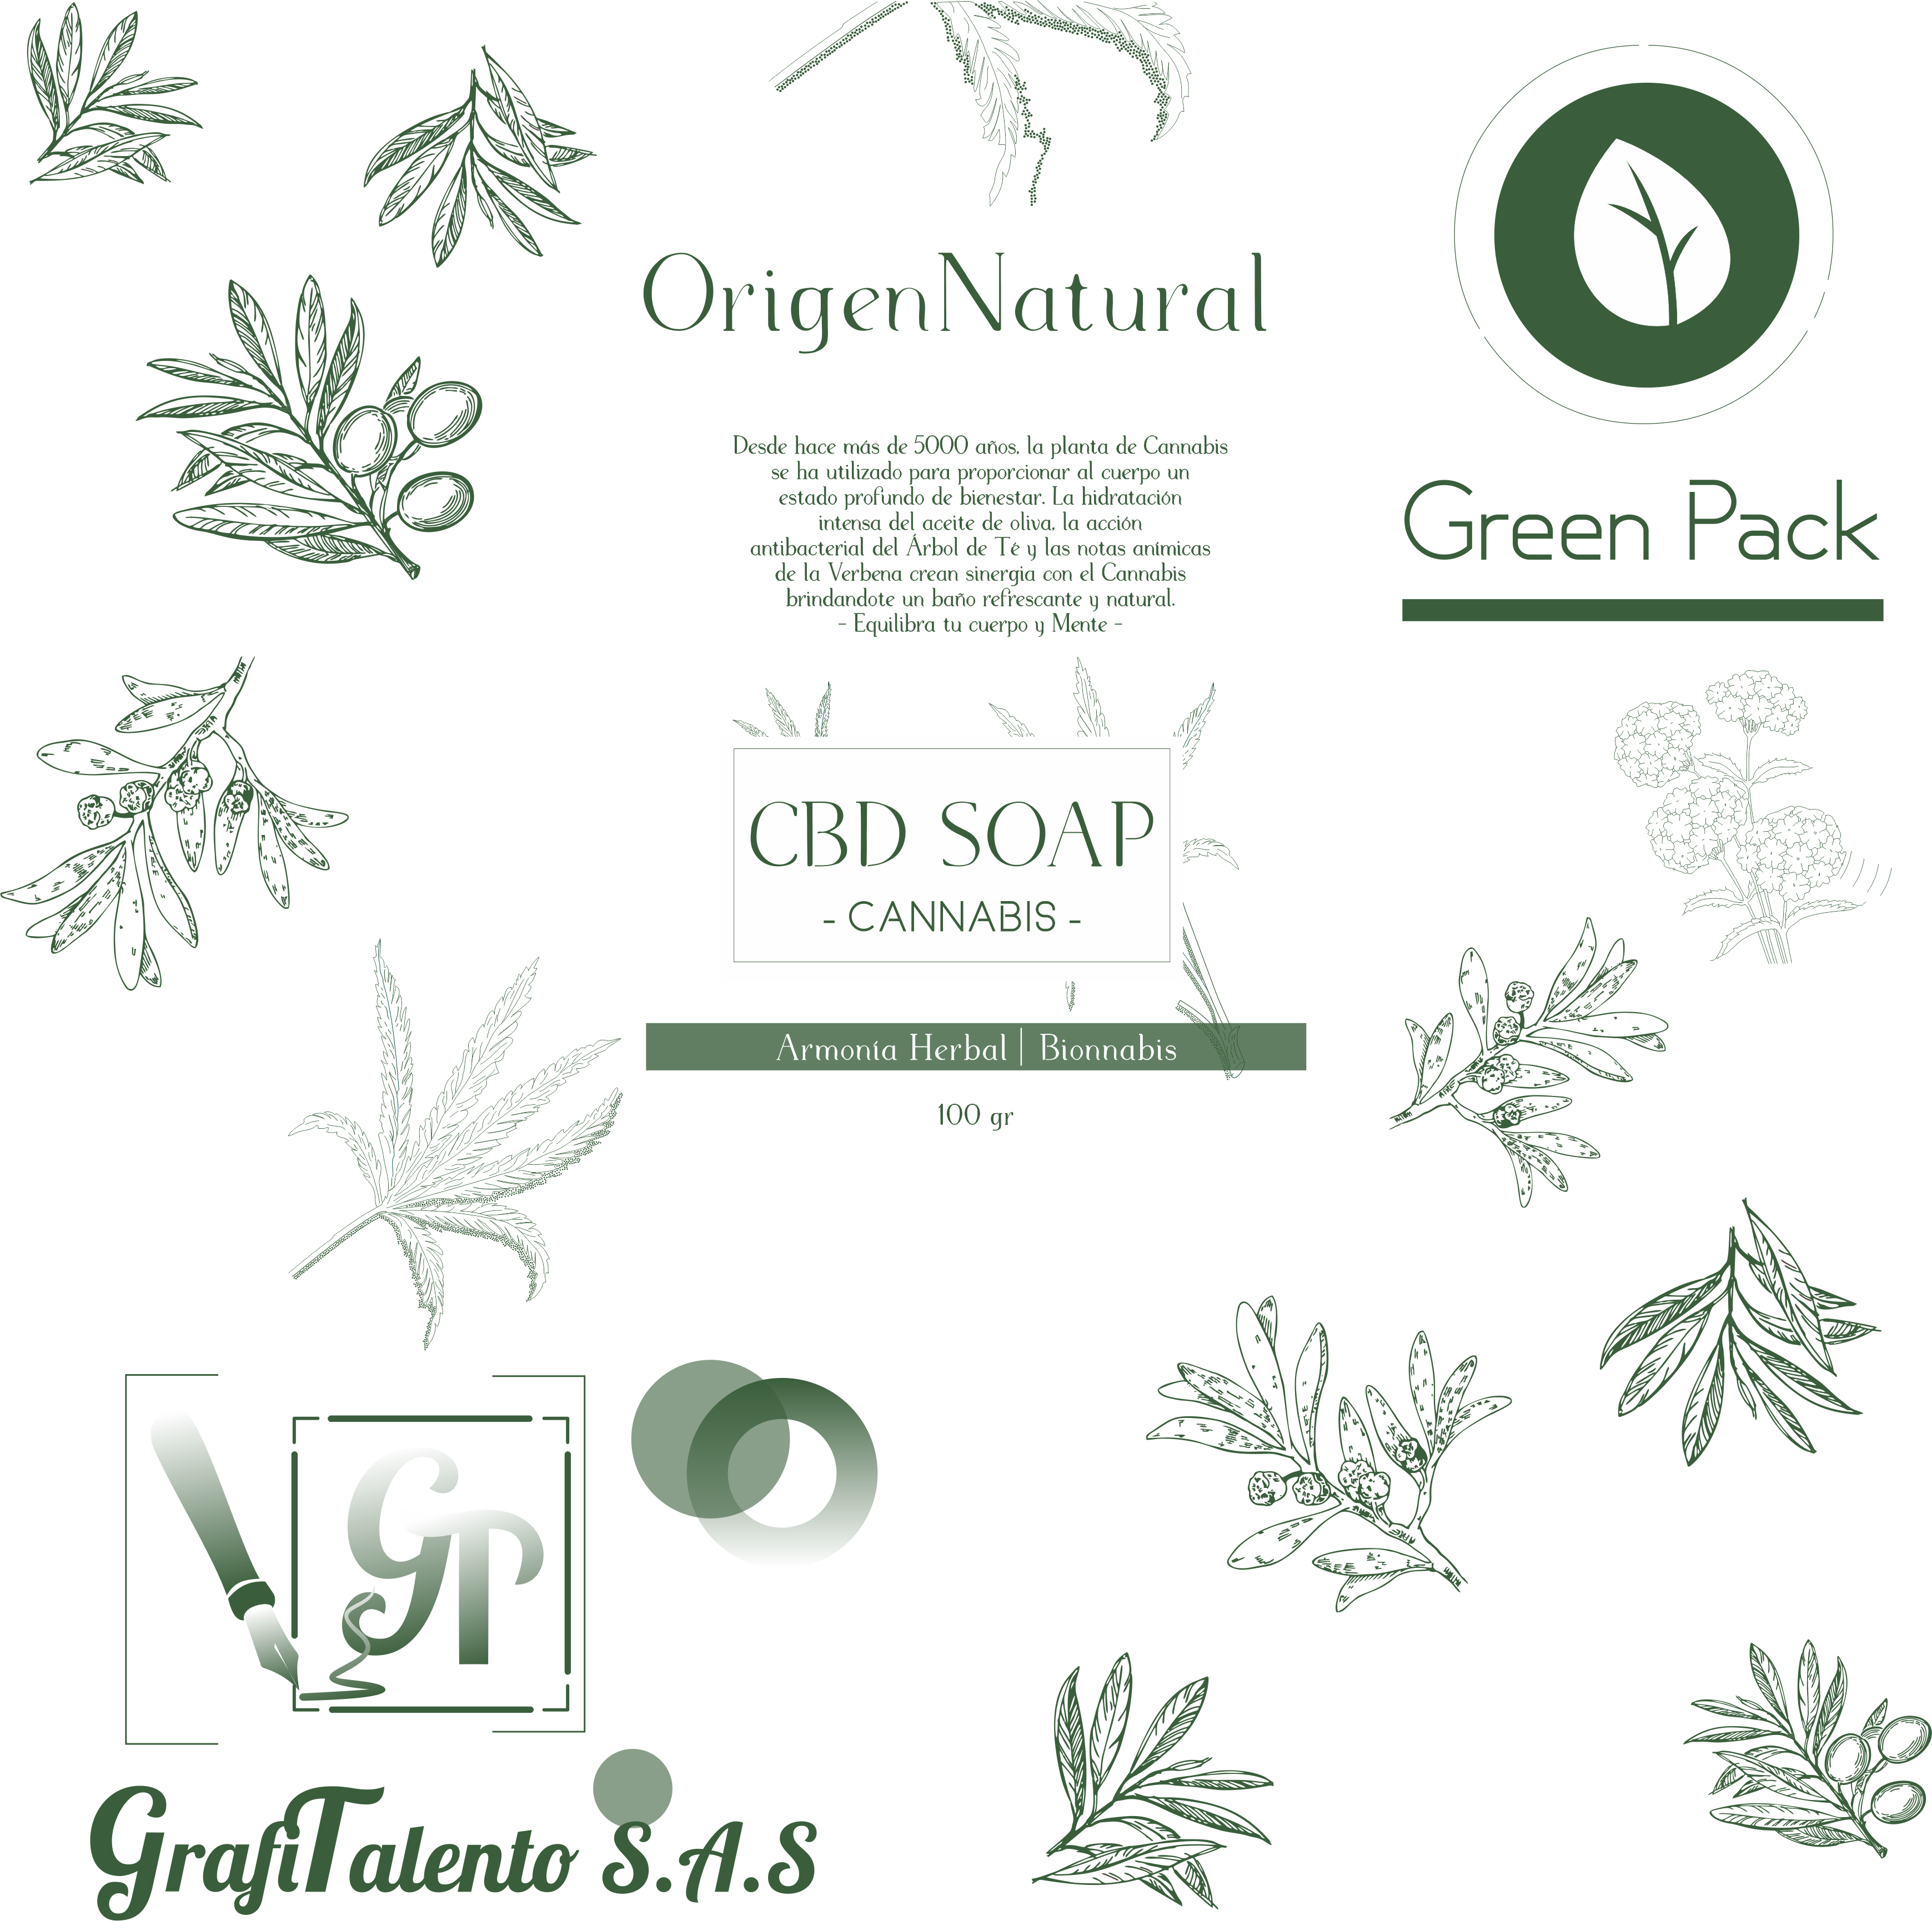 OrigenNatural
Desde hace más de 5000 años, la planta de Cannabis
se ha utilizado para proporcionar al cuerpo un
estado profundo de bienestar. La hidratación
intensa del aceite de oliva, la acción
antibacterial del Árbol de Té y las notas anímicas
de la Verbena crean sinergia con el Cannabis
brindandote un baño refrescante y natural.
- Equilibra tu cuerpo y Mente -
Green Pack
CBD SOAP
- CANNABIS -
Armonía Herbal | Bionnabis
100 gr
GT
GrafiTalento S.A.S